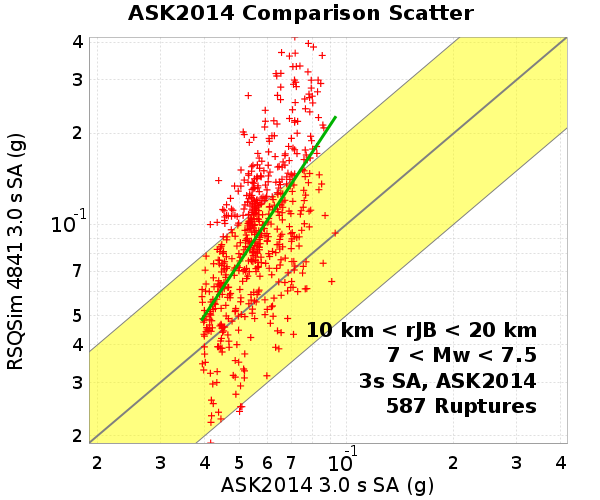 ASK2014 Comparison Scatter
RSQSim 4841 3.0 s SA (g)
4
3
2
10-1
7
5
4
3
2
10 km < rJB < 20 km
7 < Mw < 7.5
3s SA, ASK2014
587 Ruptures
2 3 4 5 6 7 10-1 2 3 4
ASK2014 3.0 s SA (g)